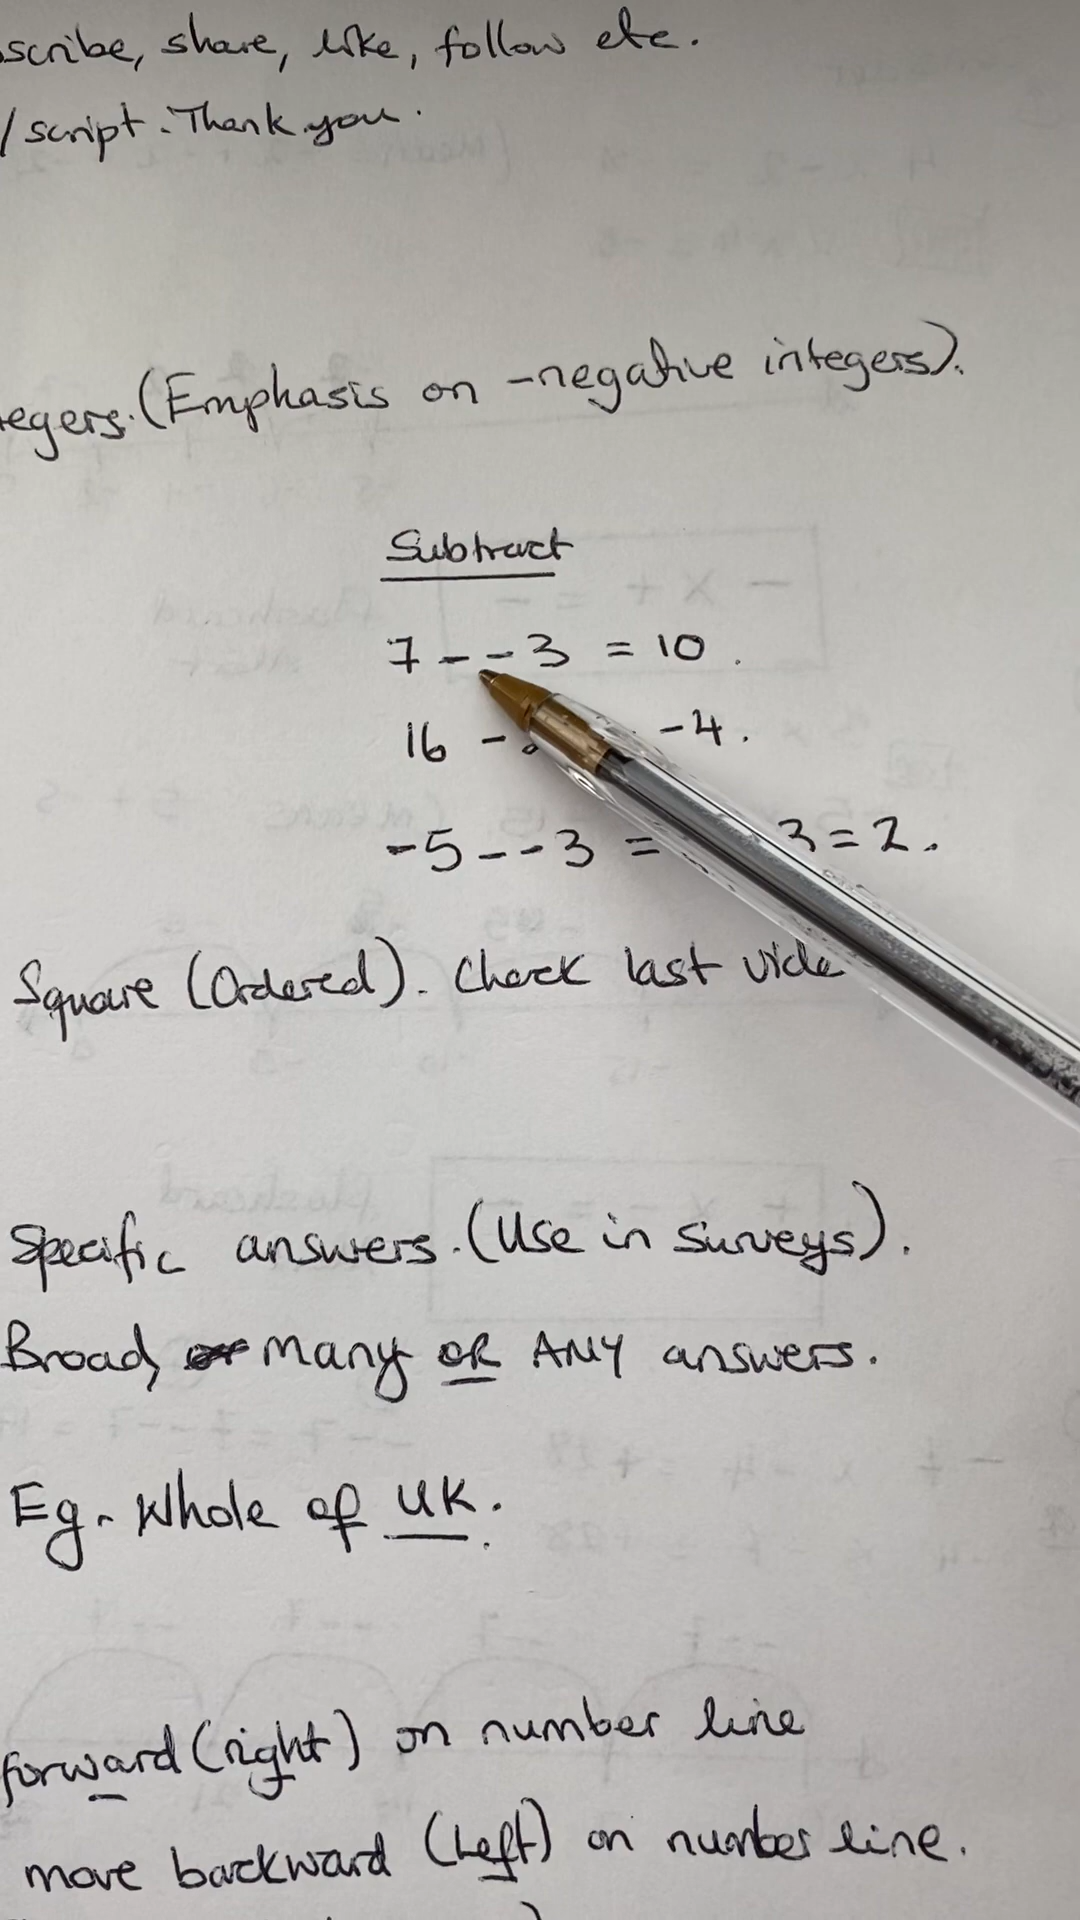 scribe, share, like, follow etc.
/script. Thank you.
egers. (Emphasis on -negative integers).
Subtract
7 - -3 = 10.
16 - -4.
-5 - -3 = 3 = 2.
Square (Ordered). Check last vide
Specific answers. (Use in surveys).
Broad, many OR ANY answers.
Eg. Whole of UK.
forward (right) on number line
move backward (left) on number line.